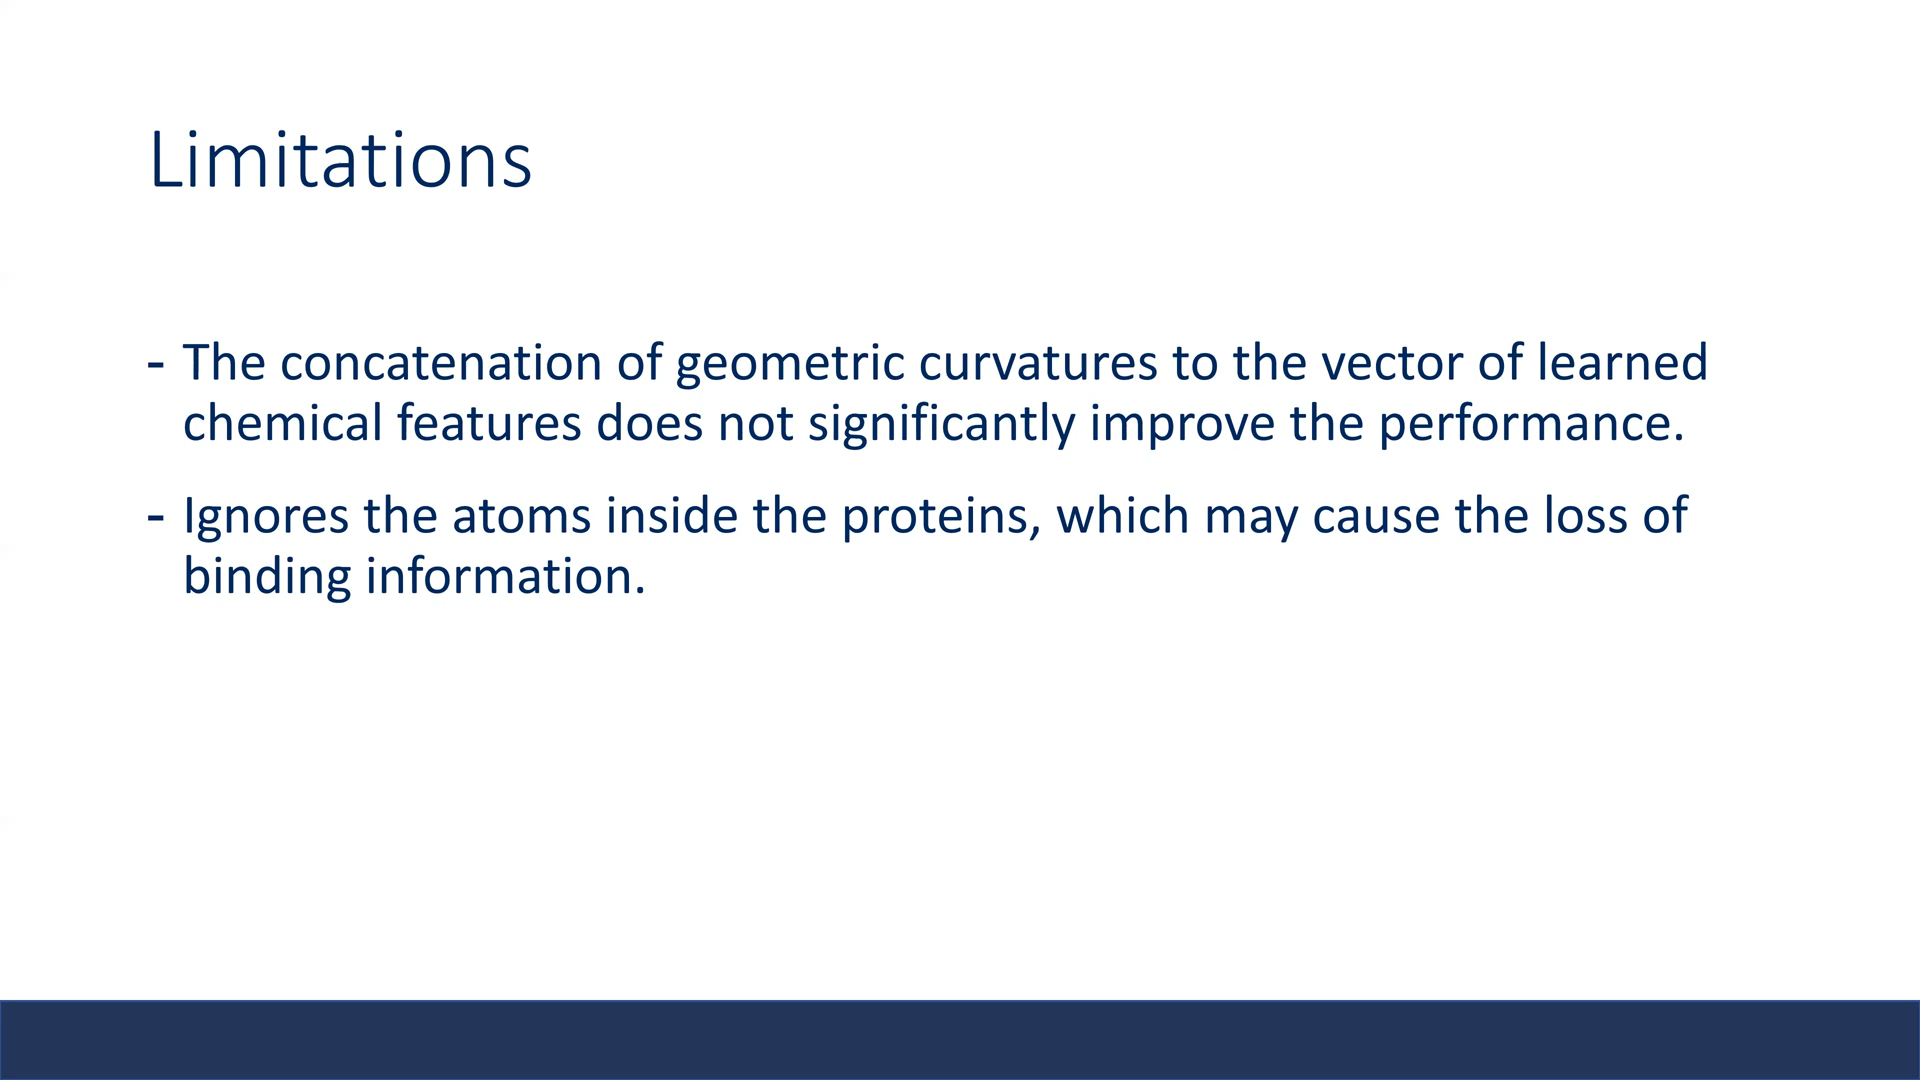 Limitations
- The concatenation of geometric curvatures to the vector of learned
chemical features does not significantly improve the performance.
- Ignores the atoms inside the proteins, which may cause the loss of
binding information.